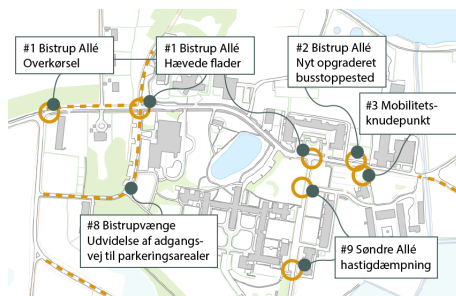 #1 Bistrup Allé
Overkørsel
#1 Bistrup Allé
Hævede flader
#2 Bistrup Allé
Nyt opgraderet
busstoppested
#3 Mobilitets-
knudepunkt
#8 Bistrupvænge
Udvidelse af adgangs-
vej til parkeringsarealer
#9 Søndre Allé
hastigdæmpning